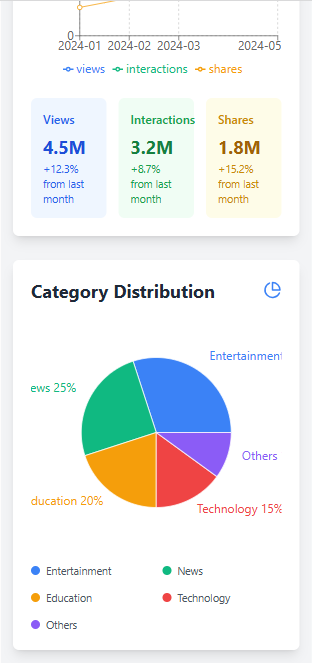 0
2024-01 2024-02 2024-03 2024-05
views interactions shares
Views Interactions Shares
4.5M 3.2M 1.8M
+12.3% +8.7% +15.2%
from last from last from last
month month month
Category Distribution
Entertainment
ews 25%
Others
ducation 20%
Technology 15%
Entertainment News
Education Technology
Others